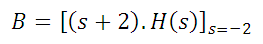 B = [(s + 2). H(s)]ₛ₌₋₂